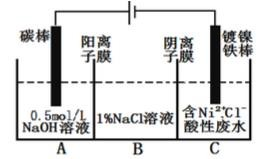 碳棒
阳离
子膜
阴离
子膜
镀镍
铁棒
0.5mol/L
NaOH溶液
1%NaCl溶液
含Ni²⁺Cl⁻
酸性废水
A
B
C